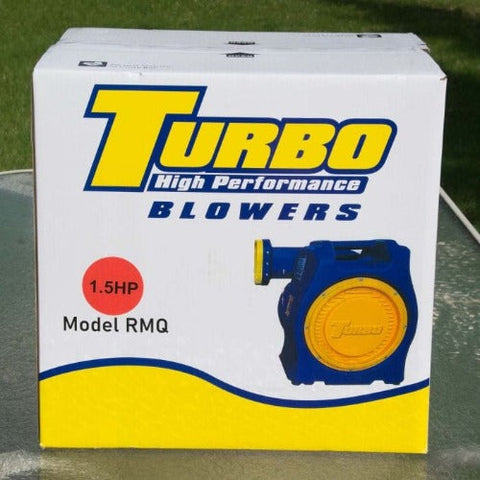 TURBO
High Performance
BLOWERS
1.5HP
Model RMQ
TURBO